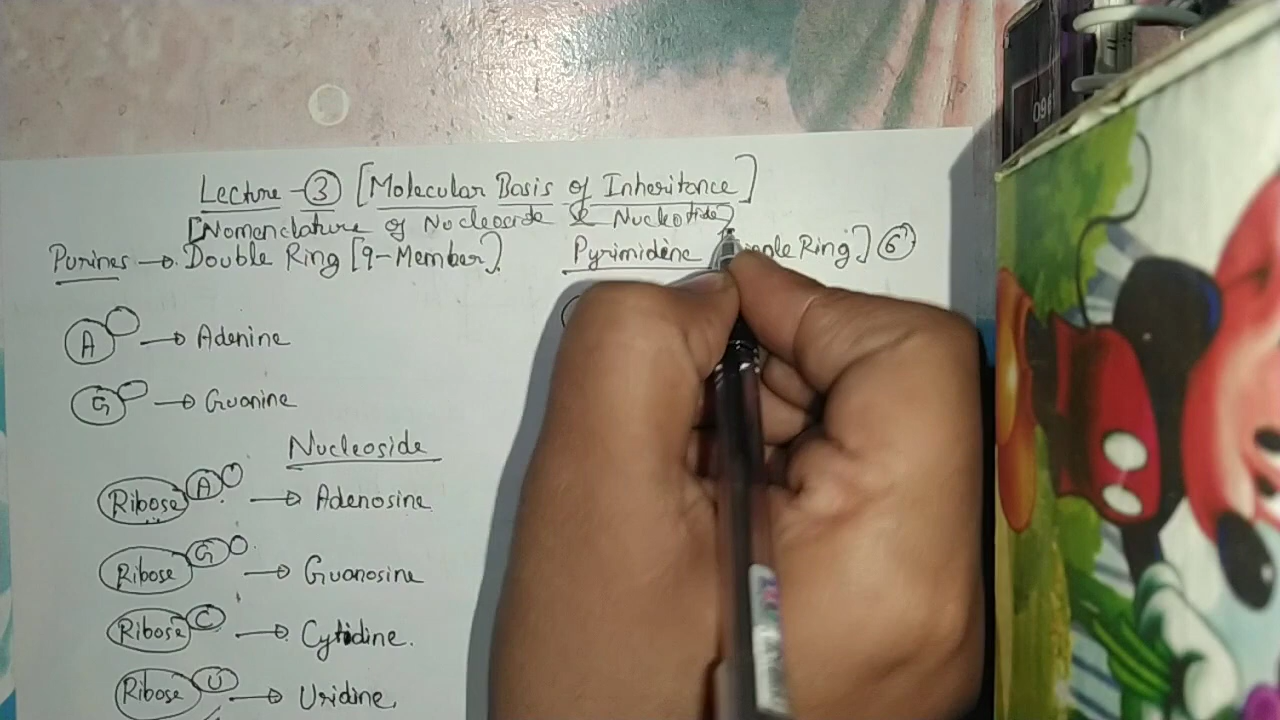 Lecture - 3 [Molecular Basis of Inheritance]
[Nomenclature of Nucleoside & Nucleotide]
Purines → Double Ring [9-Member].
Pyrimidine Ring] 6
A → Adenine
G → Guanine
Nucleoside
Ribose A → Adenosine
Ribose G → Guanosine
Ribose C → Cytidine.
Ribose U → Uridine.